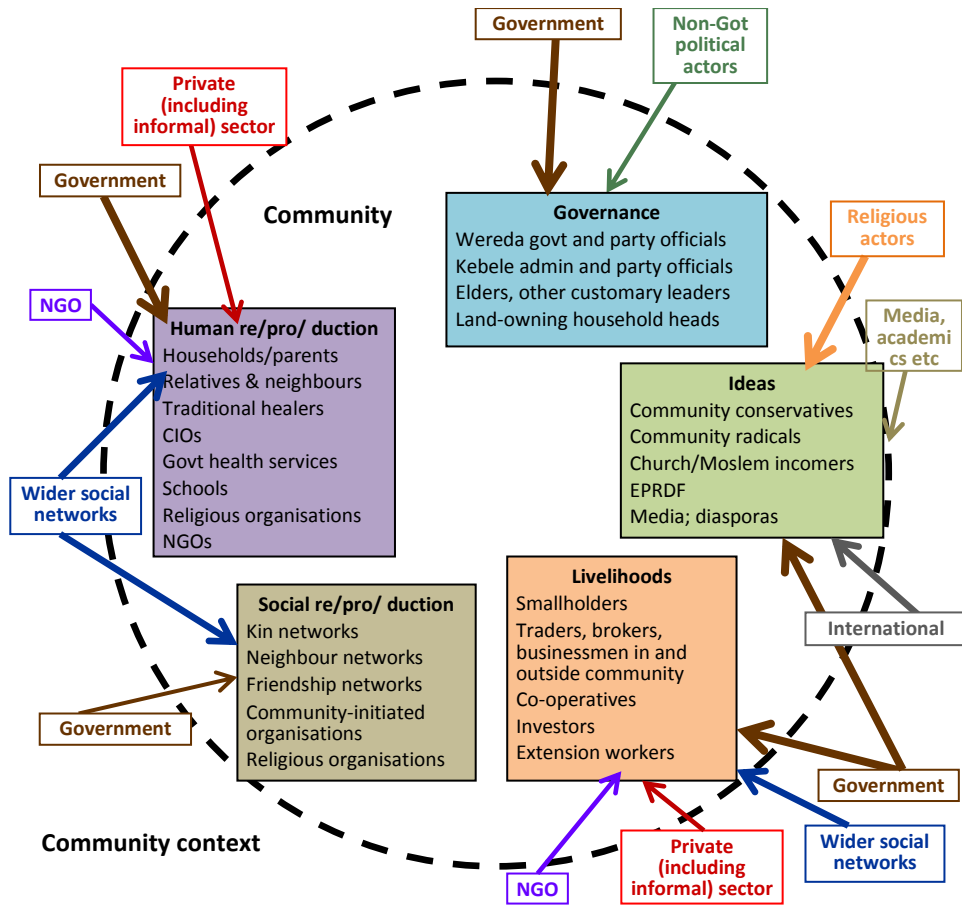 Government
Non-Got
political
actors
Private
(including
informal) sector
Government
Community
Religious
actors
NGO
Media,
academi
cs etc
Governance
Wereda govt and party officials
Kebele admin and party officials
Elders, other customary leaders
Land-owning household heads
Human re/pro/ duction
Households/parents
Relatives & neighbours
Traditional healers
CIOs
Govt health services
Schools
Religious organisations
NGOs
Ideas
Community conservatives
Community radicals
Church/Moslem incomers
EPRDF
Media; diasporas
Wider social
networks
Social re/pro/ duction
Kin networks
Neighbour networks
Friendship networks
Community-initiated
organisations
Religious organisations
Livelihoods
Smallholders
Traders, brokers,
businessmen in and
outside community
Co-operatives
Investors
Extension workers
International
Government
Government
Community context
NGO
Private
(including
informal) sector
Wider social
networks